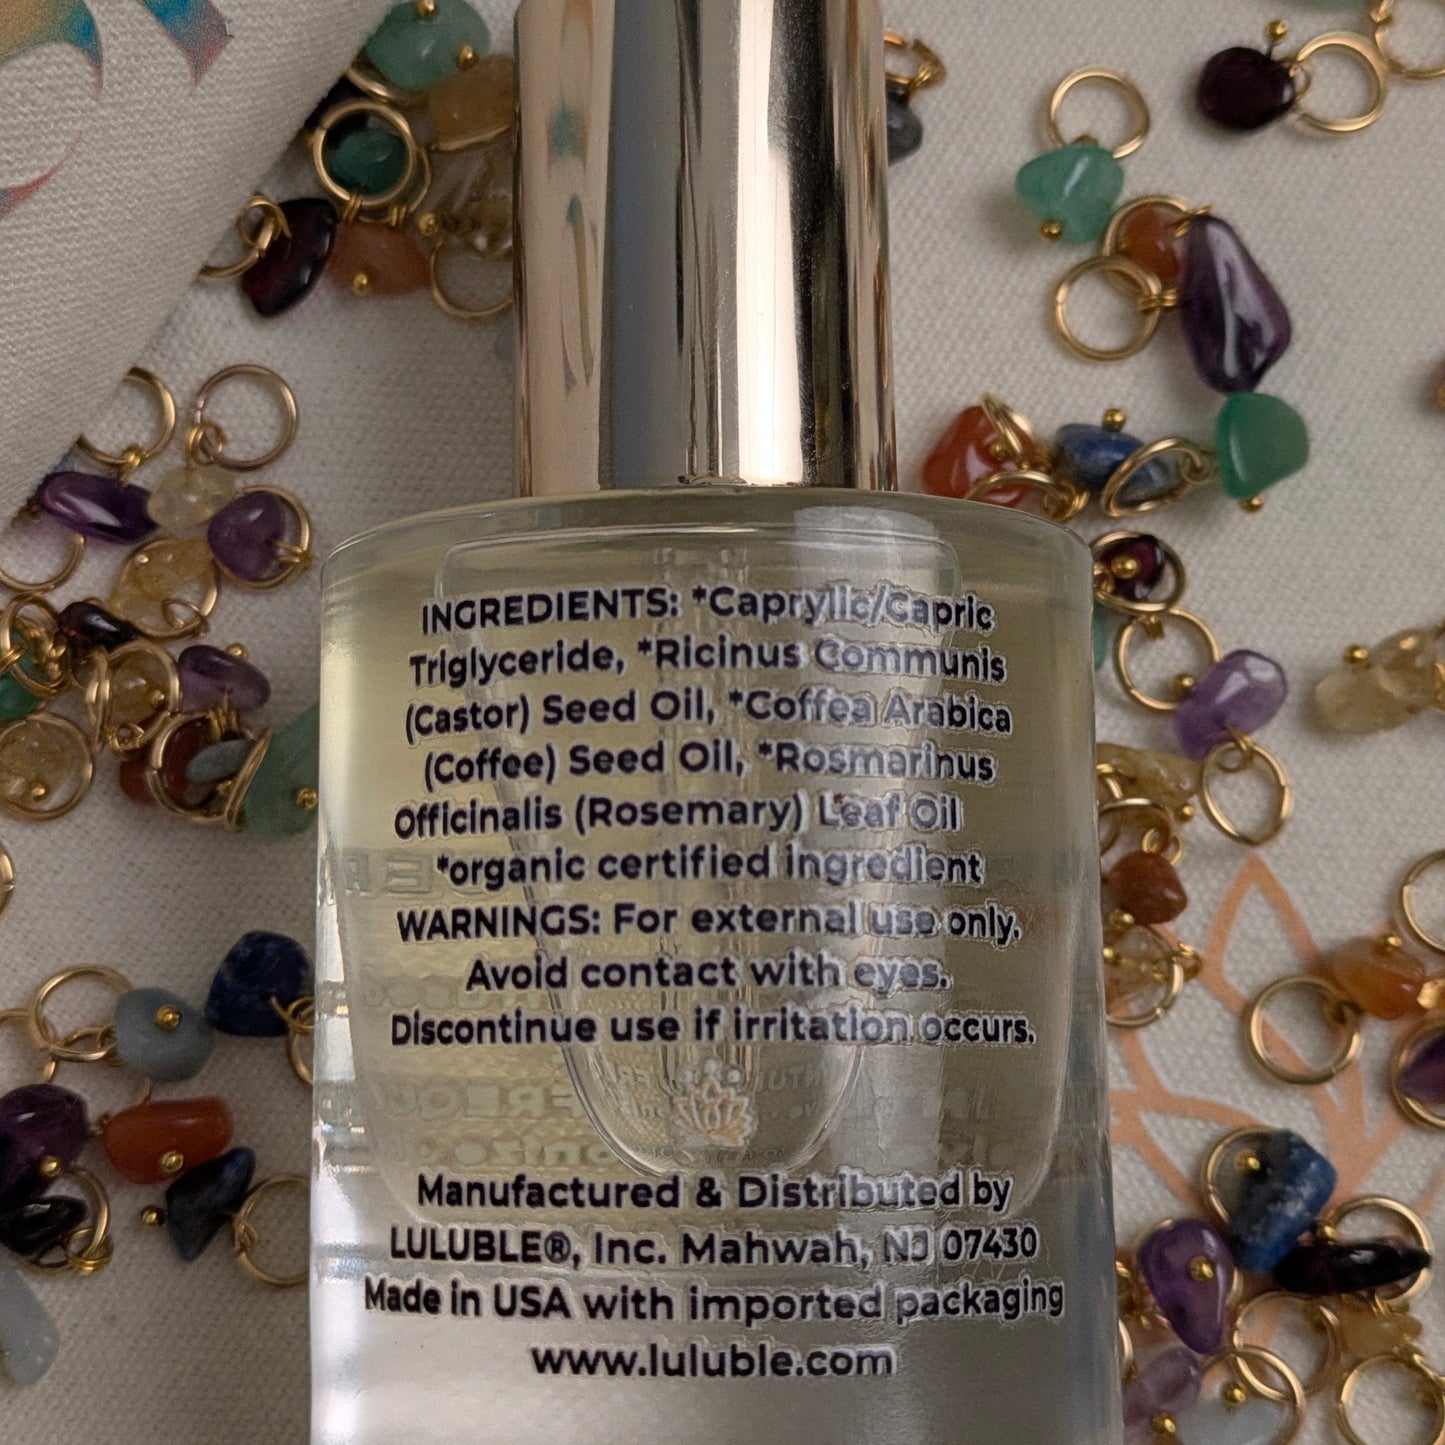 INGREDIENTS: *Caprylic/Capric
Triglyceride, *Ricinus Communis
(Castor) Seed Oil, *Coffea Arabica
(Coffee) Seed Oil, *Rosmarinus
Officinalis (Rosemary) Leaf Oil
*organic certified ingredient
WARNINGS: For external use only.
Avoid contact with eyes.
Discontinue use if irritation occurs.
Manufactured & Distributed by
LULUBLE®, Inc. Mahwah, NJ 07430
Made in USA with imported packaging
www.luluble.com